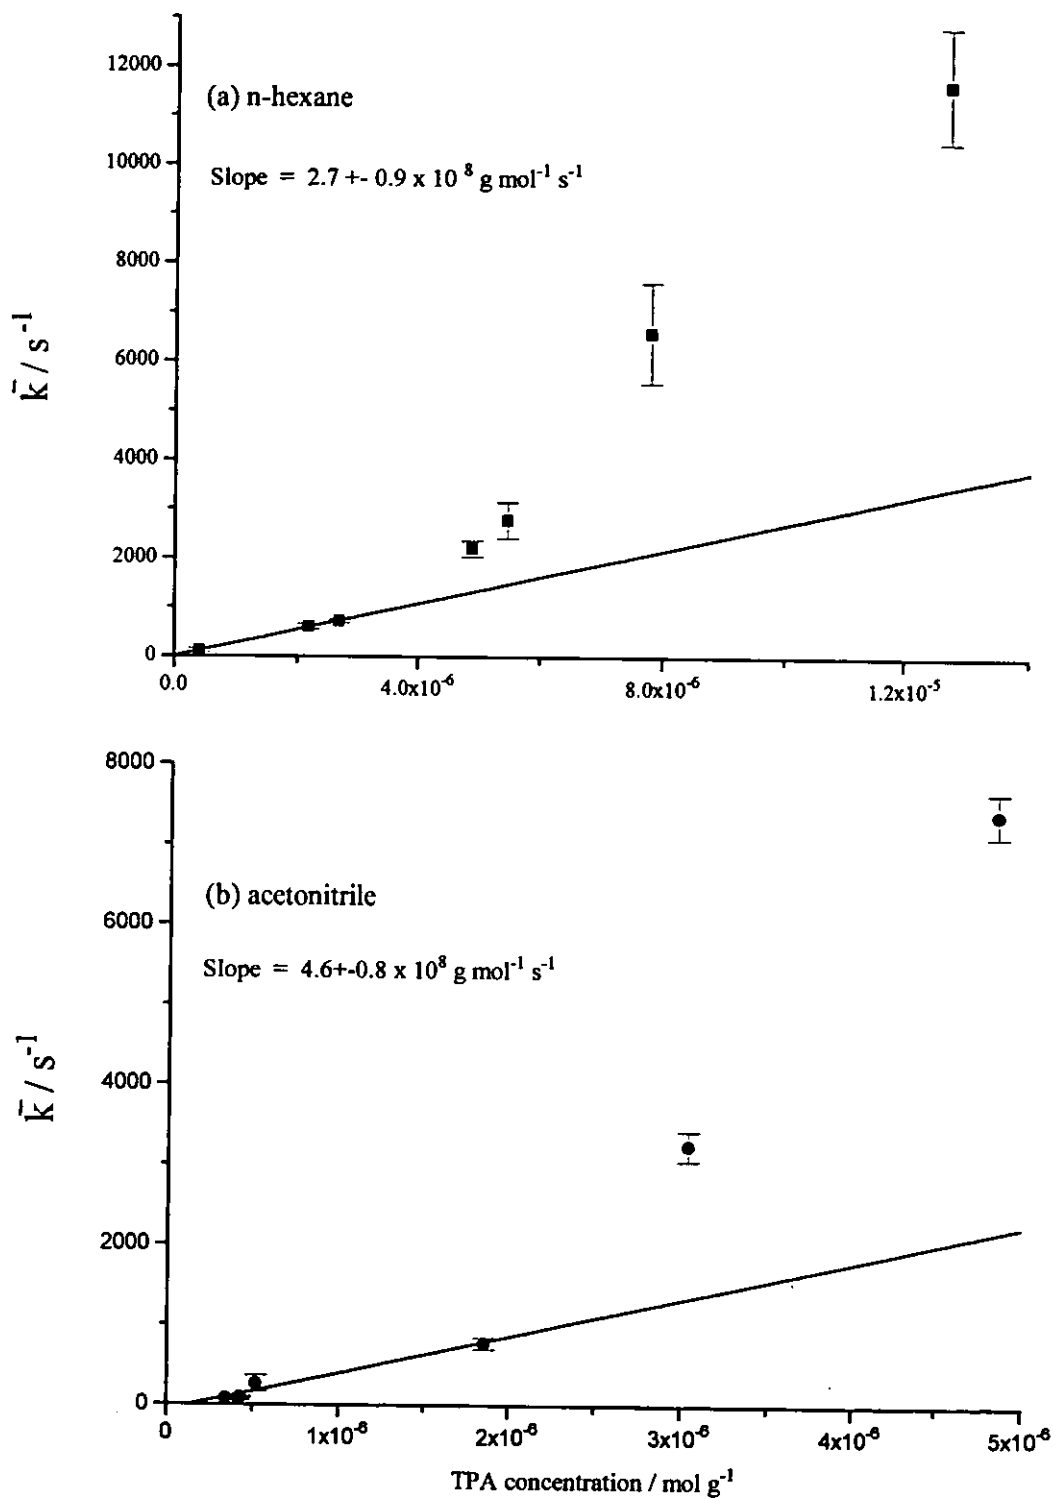 12000
(a) n-hexane
10000
Slope = 2.7 +- 0.9 x 10⁸ g mol⁻¹ s⁻¹
8000
k̄ / s⁻¹
6000
4000
2000
0
0.0 4.0x10⁻⁶ 8.0x10⁻⁶ 1.2x10⁻⁵
8000
(b) acetonitrile
6000
Slope = 4.6+-0.8 x 10⁸ g mol⁻¹ s⁻¹
k̄ / s⁻¹
4000
2000
0
0 1x10⁻⁶ 2x10⁻⁶ 3x10⁻⁶ 4x10⁻⁶ 5x10⁻⁶
TPA concentration / mol g⁻¹